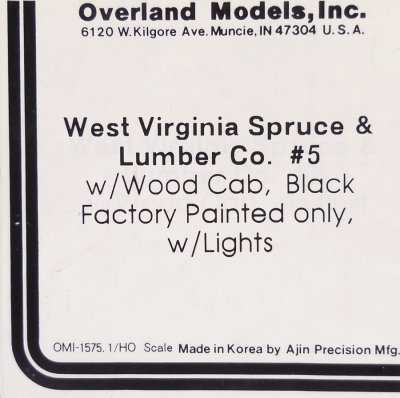 Overland Models, Inc.
6120 W. Kilgore Ave. Muncie, IN 47304 U. S. A.
West Virginia Spruce &
Lumber Co. #5
w/Wood Cab, Black
Factory Painted only,
w/Lights
OMI-1575. 1/HO Scale Made in Korea by Ajin Precision Mfg.